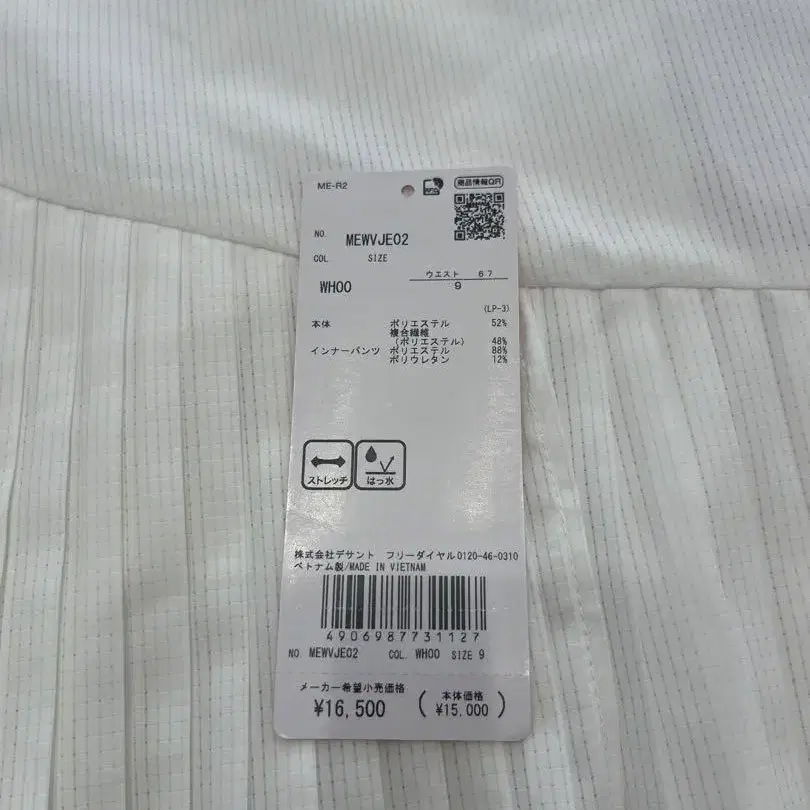 ME-R2
商品情報QR
NO. MEWVJE02
COL. SIZE
ウエスト 67
WH00 9
(LP-3)
本体 ポリエステル 52%
複合繊維
(ポリエステル) 48%
インナーパンツ ポリエステル 88%
ポリウレタン 12%
ストレッチ はっ水
株式会社デサント フリーダイヤル0120-46-0310
ベトナム製/MADE IN VIETNAM
4906987731127
NO. MEWVJE02 COL. WH00 SIZE 9
メーカー希望小売価格 本体価格
¥16,500 (¥15,000)